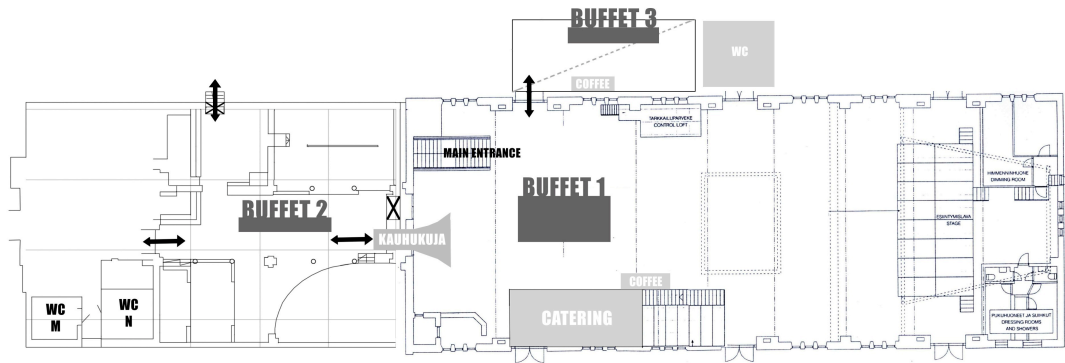 BUFFET 3
WC
COFFEE
TARKKAILUPARVEKE
CONTROL LOFT
MAIN ENTRANCE
HIMMENNINHUONE
DIMMING ROOM
BUFFET 1
BUFFET 2
ESIINTYMISLAVA
STAGE
KAUHUKUJA
COFFEE
WC
M
WC
N
CATERING
PUKUHUONEET JA SUIHKUT
DRESSING ROOMS
AND SHOWERS